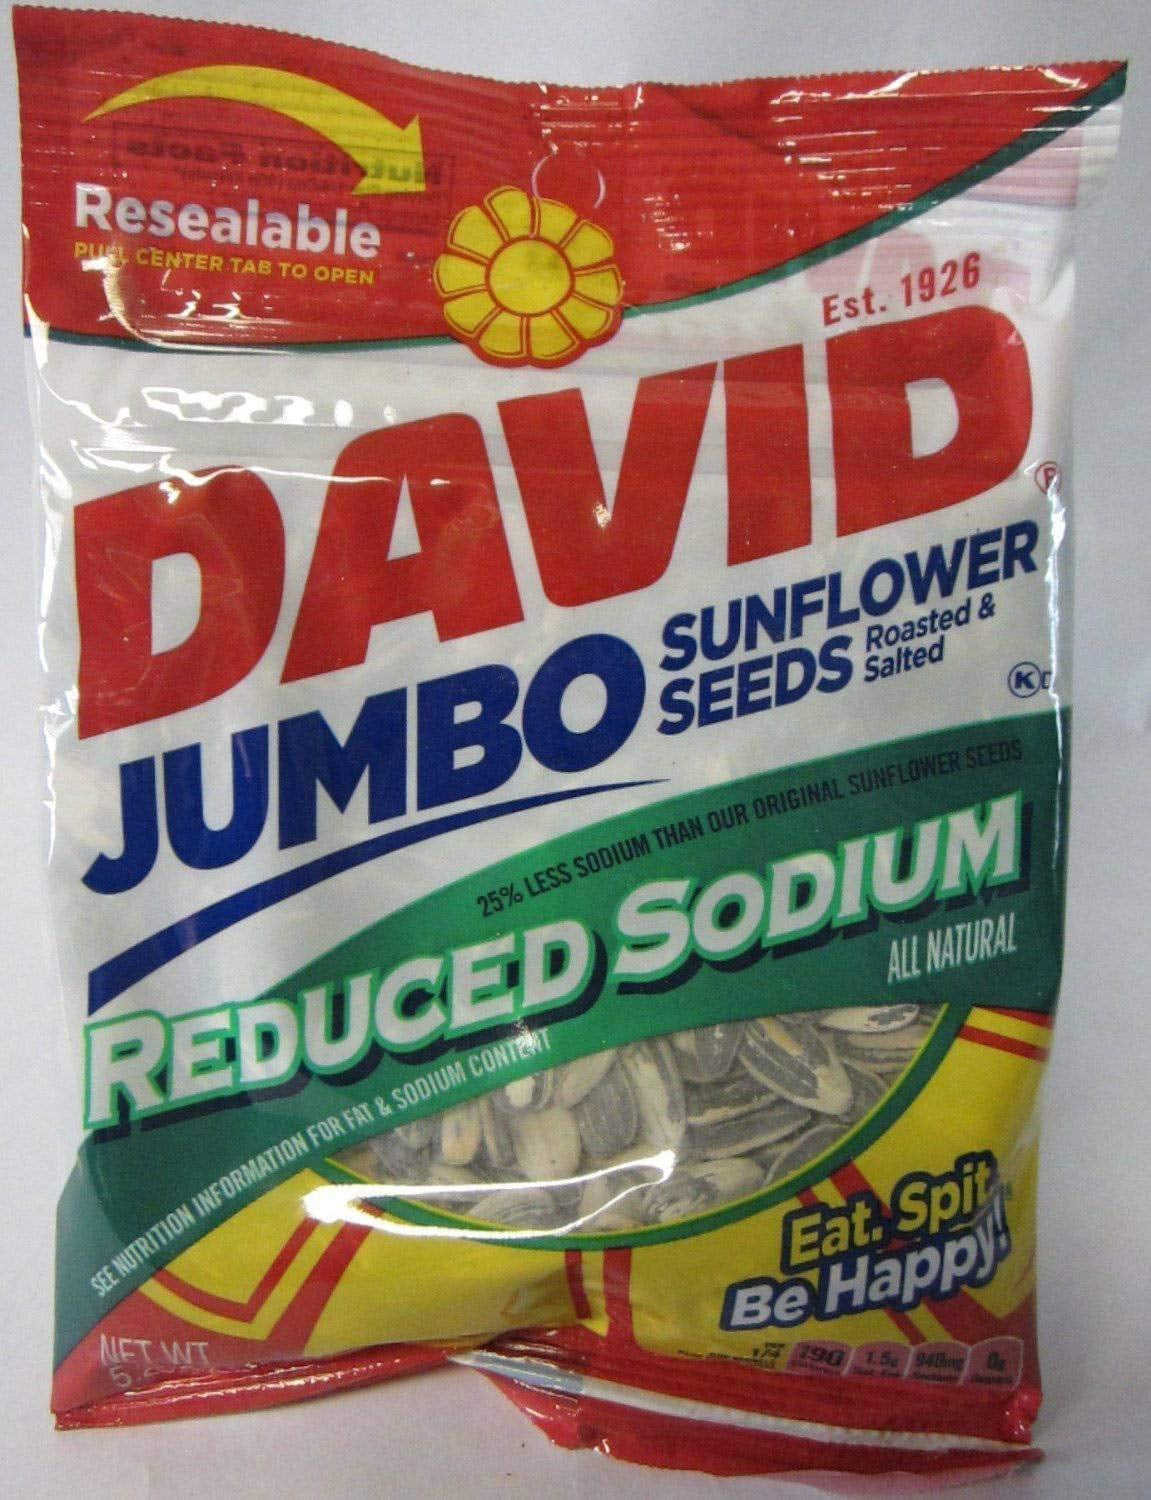 Resealable
PULL CENTER TAB TO OPEN
Est. 1926
DAVID®
JUMBO
SUNFLOWER
SEEDS
Roasted &
Salted
K
25% LESS SODIUM THAN OUR ORIGINAL SUNFLOWER SEEDS
REDUCED SODIUM
ALL NATURAL
SEE NUTRITION INFORMATION FOR FAT & SODIUM CONTENT
Eat. Spit.
Be Happy!
NET WT
1/4 190 1.5g 940mg 0g